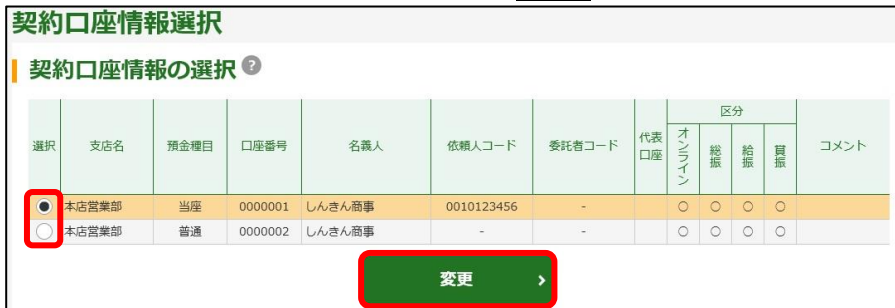 契約口座情報選択
契約口座情報の選択 ?
選択 支店名 預金種目 口座番号 名義人 依頼人コード 委託者コード 代表口座 区分 コメント
オンライン 総振 給振 賞振
本店営業部 当座 0000001 しんきん商事 0010123456 - ○ ○ ○ ○
本店営業部 普通 0000002 しんきん商事 - - ○ ○ ○ ○
変更 ›